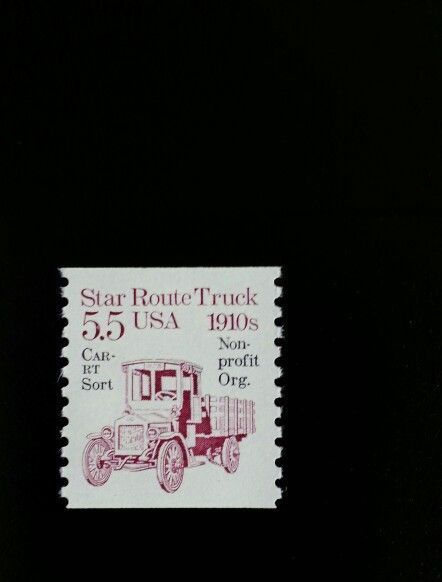 Star Route Truck
5.5 USA 1910s
CAR-
RT
Sort
Non-
profit
Org.